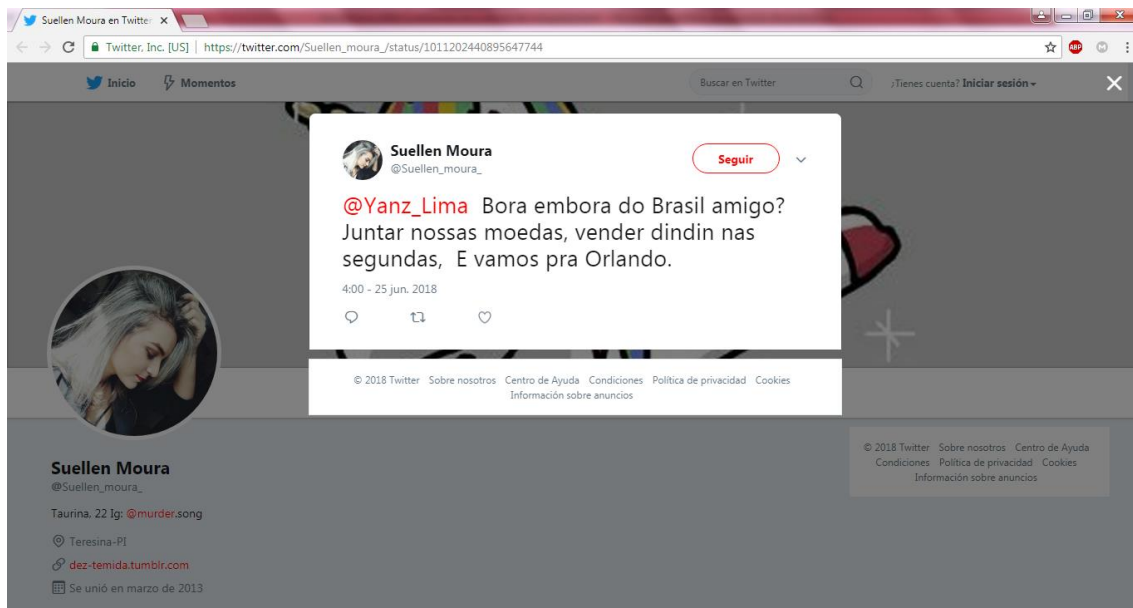 Suellen Moura en Twitter
Twitter, Inc. [US] | https://twitter.com/Suellen_moura_/status/1011202440895647744
ABP
Inicio Momentos Buscar en Twitter ¿Tienes cuenta? Iniciar sesión
Suellen Moura
@Suellen_moura_
Seguir
@Yanz_Lima Bora embora do Brasil amigo?
Juntar nossas moedas, vender dindin nas
segundas, E vamos pra Orlando.
4:00 - 25 jun. 2018
© 2018 Twitter Sobre nosotros Centro de Ayuda Condiciones Política de privacidad Cookies
Información sobre anuncios
Suellen Moura
@Suellen_moura_
Taurina, 22 Ig: @murder.song
Teresina-PI
dez-temida.tumblr.com
Se unió en marzo de 2013
© 2018 Twitter Sobre nosotros Centro de Ayuda
Condiciones Política de privacidad Cookies
Información sobre anuncios